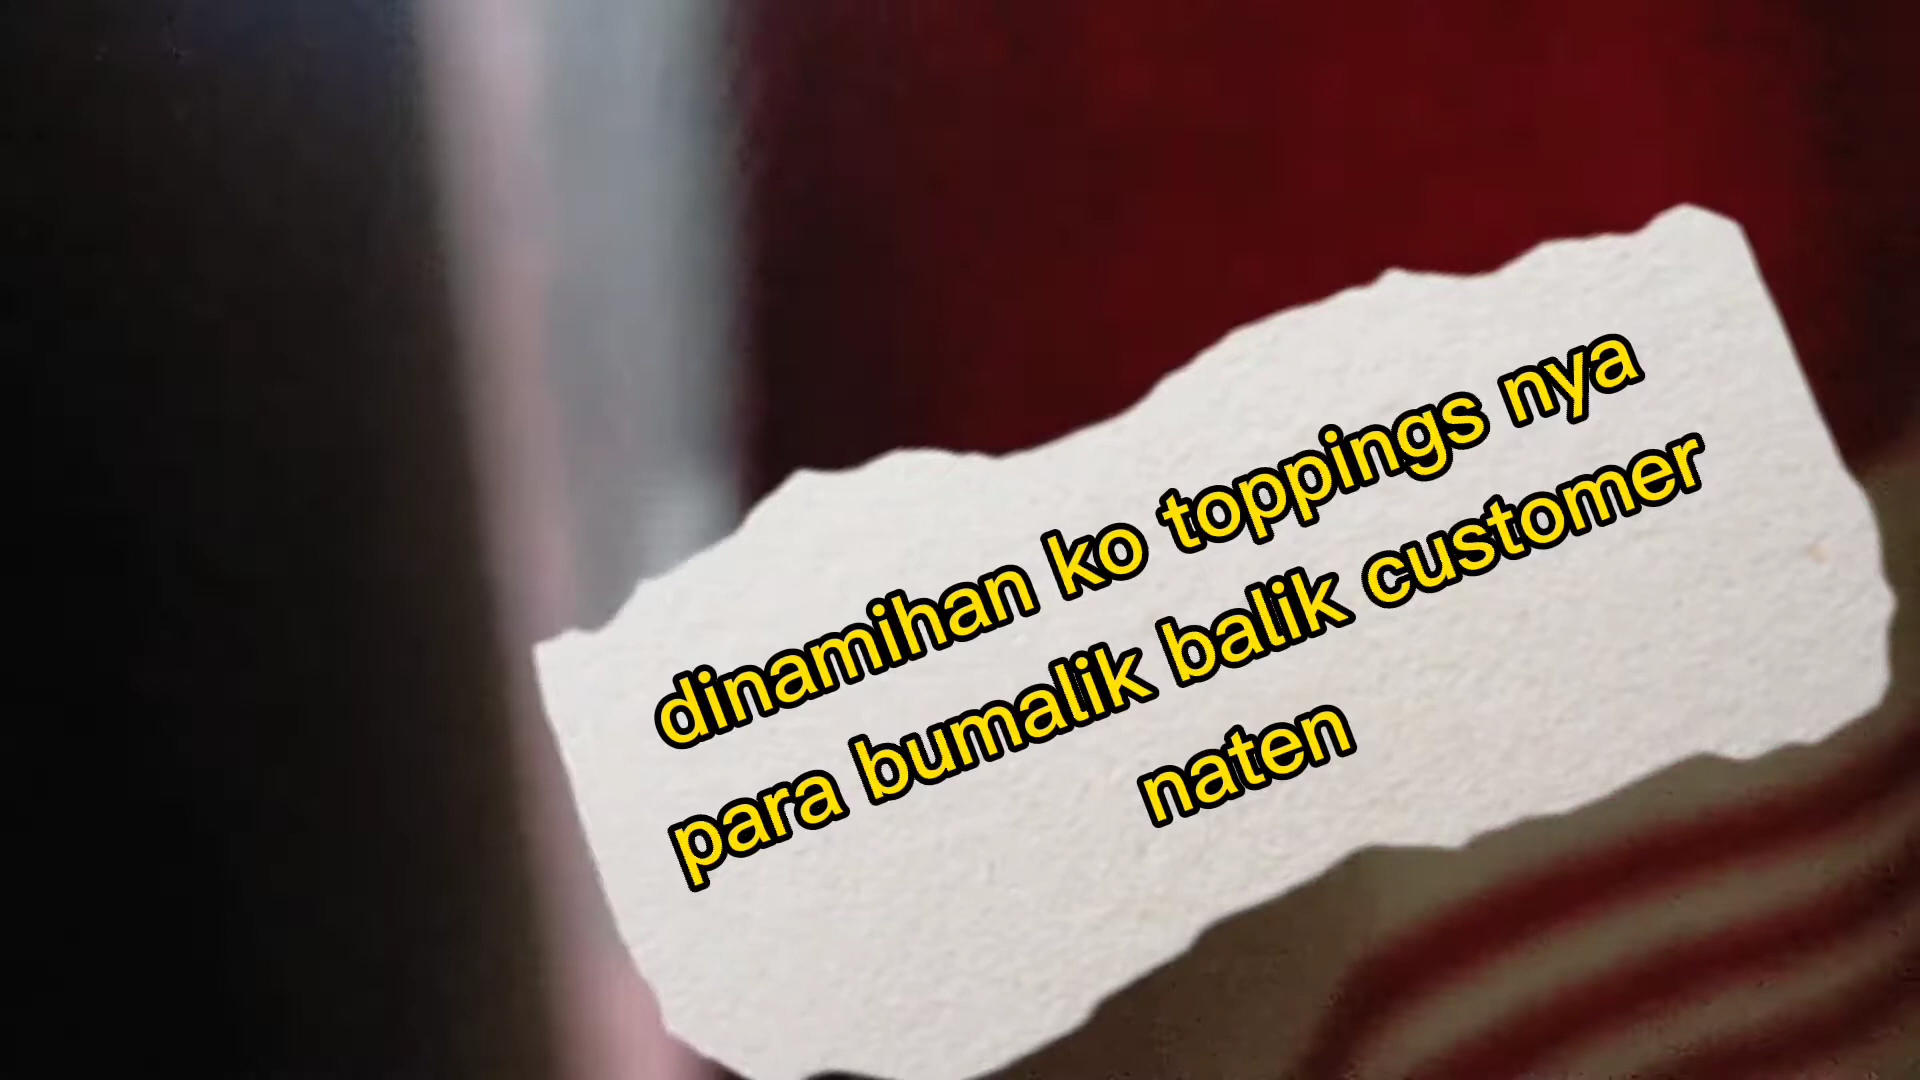 dinamihan ko toppings nya
para bumalik balik customer
naten